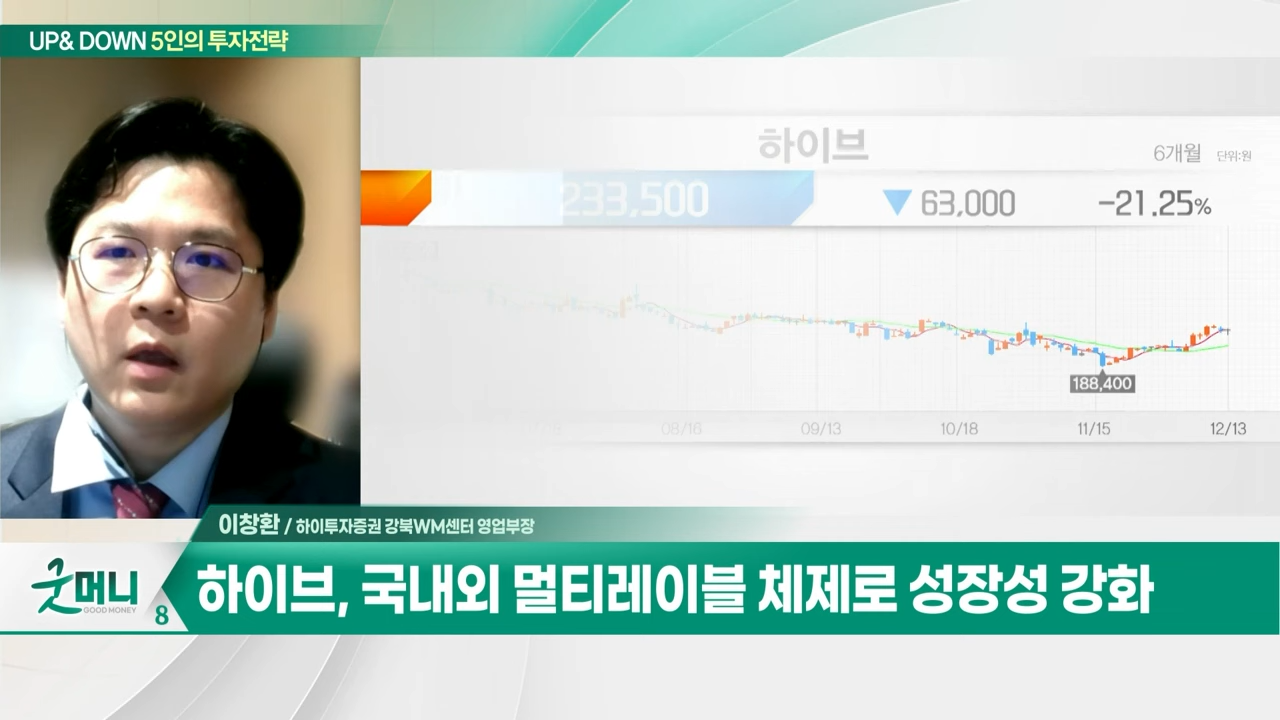 UP& DOWN 5인의 투자전략
하이브
6개월 단위:원
233,500 ▼ 63,000 -21.25%
188,400
08/16 09/13 10/18 11/15 12/13
이창환 / 하이투자증권 강북WM센터 영업부장
굿머니
GOOD MONEY
8
하이브, 국내외 멀티레이블 체제로 성장성 강화